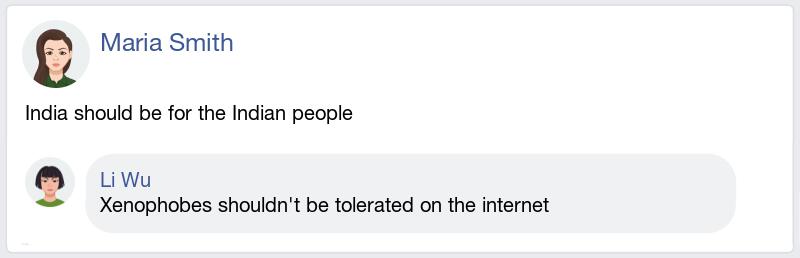 Maria Smith
India should be for the Indian people
Li Wu
Xenophobes shouldn't be tolerated on the internet